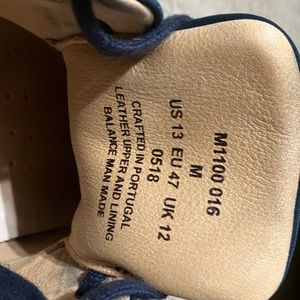 M1100 016
M
US 13 EU 47 UK 12
0518
CRAFTED IN PORTUGAL
LEATHER UPPER AND LINING
BALANCE MAN MADE